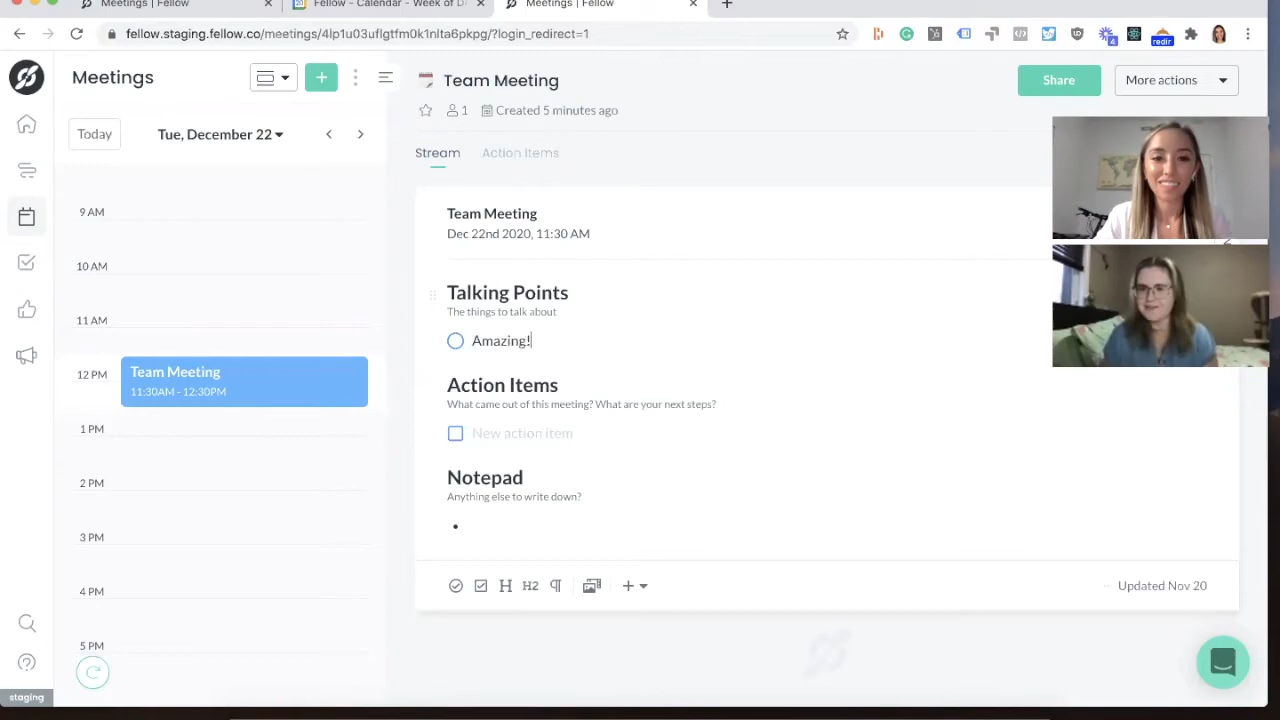 Meetings | Fellow
Fellow - Calendar - Week of D
Meetings | Fellow
fellow.staging.fellow.co/meetings/4lp1u03uflgtfm0k1nlta6pkpg/?login_redirect=1
4
redir
Meetings
Today
Tue, December 22
9 AM
10 AM
11 AM
12 PM
Team Meeting
11:30AM - 12:30PM
1 PM
2 PM
3 PM
4 PM
5 PM
staging
Team Meeting
1
Created 5 minutes ago
Share
More actions
Stream
Action Items
Team Meeting
Dec 22nd 2020, 11:30 AM
Talking Points
The things to talk about
Amazing!
Action Items
What came out of this meeting? What are your next steps?
New action item
Notepad
Anything else to write down?
•
H H2
Updated Nov 20